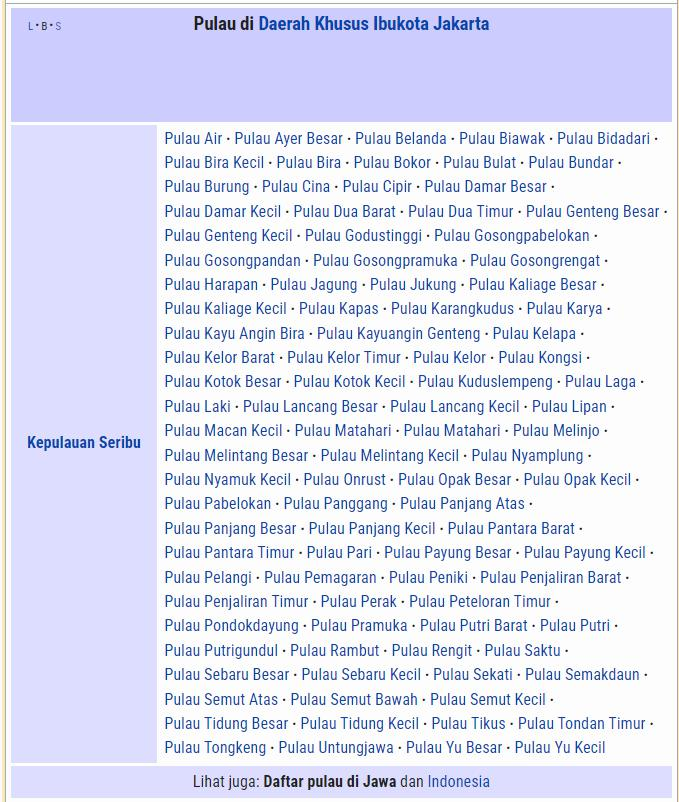 L · B · S
Pulau di Daerah Khusus Ibukota Jakarta
Kepulauan Seribu
Pulau Air · Pulau Ayer Besar · Pulau Belanda · Pulau Biawak · Pulau Bidadari ·
Pulau Bira Kecil · Pulau Bira · Pulau Bokor · Pulau Bulat · Pulau Bundar ·
Pulau Burung · Pulau Cina · Pulau Cipir · Pulau Damar Besar ·
Pulau Damar Kecil · Pulau Dua Barat · Pulau Dua Timur · Pulau Genteng Besar ·
Pulau Genteng Kecil · Pulau Godustinggi · Pulau Gosongpabelokan ·
Pulau Gosongpandan · Pulau Gosongpramuka · Pulau Gosongrengat ·
Pulau Harapan · Pulau Jagung · Pulau Jukung · Pulau Kaliage Besar ·
Pulau Kaliage Kecil · Pulau Kapas · Pulau Karangkudus · Pulau Karya ·
Pulau Kayu Angin Bira · Pulau Kayuangin Genteng · Pulau Kelapa ·
Pulau Kelor Barat · Pulau Kelor Timur · Pulau Kelor · Pulau Kongsi ·
Pulau Kotok Besar · Pulau Kotok Kecil · Pulau Kuduslempeng · Pulau Laga ·
Pulau Laki · Pulau Lancang Besar · Pulau Lancang Kecil · Pulau Lipan ·
Pulau Macan Kecil · Pulau Matahari · Pulau Matahari · Pulau Melinjo ·
Pulau Melintang Besar · Pulau Melintang Kecil · Pulau Nyamplung ·
Pulau Nyamuk Kecil · Pulau Onrust · Pulau Opak Besar · Pulau Opak Kecil ·
Pulau Pabelokan · Pulau Panggang · Pulau Panjang Atas ·
Pulau Panjang Besar · Pulau Panjang Kecil · Pulau Pantara Barat ·
Pulau Pantara Timur · Pulau Pari · Pulau Payung Besar · Pulau Payung Kecil ·
Pulau Pelangi · Pulau Pemagaran · Pulau Peniki · Pulau Penjaliran Barat ·
Pulau Penjaliran Timur · Pulau Perak · Pulau Peteloran Timur ·
Pulau Pondokdayung · Pulau Pramuka · Pulau Putri Barat · Pulau Putri ·
Pulau Putrigundul · Pulau Rambut · Pulau Rengit · Pulau Saktu ·
Pulau Sebaru Besar · Pulau Sebaru Kecil · Pulau Sekati · Pulau Semakdaun ·
Pulau Semut Atas · Pulau Semut Bawah · Pulau Semut Kecil ·
Pulau Tidung Besar · Pulau Tidung Kecil · Pulau Tikus · Pulau Tondan Timur ·
Pulau Tongkeng · Pulau Untungjawa · Pulau Yu Besar · Pulau Yu Kecil
Lihat juga: Daftar pulau di Jawa dan Indonesia